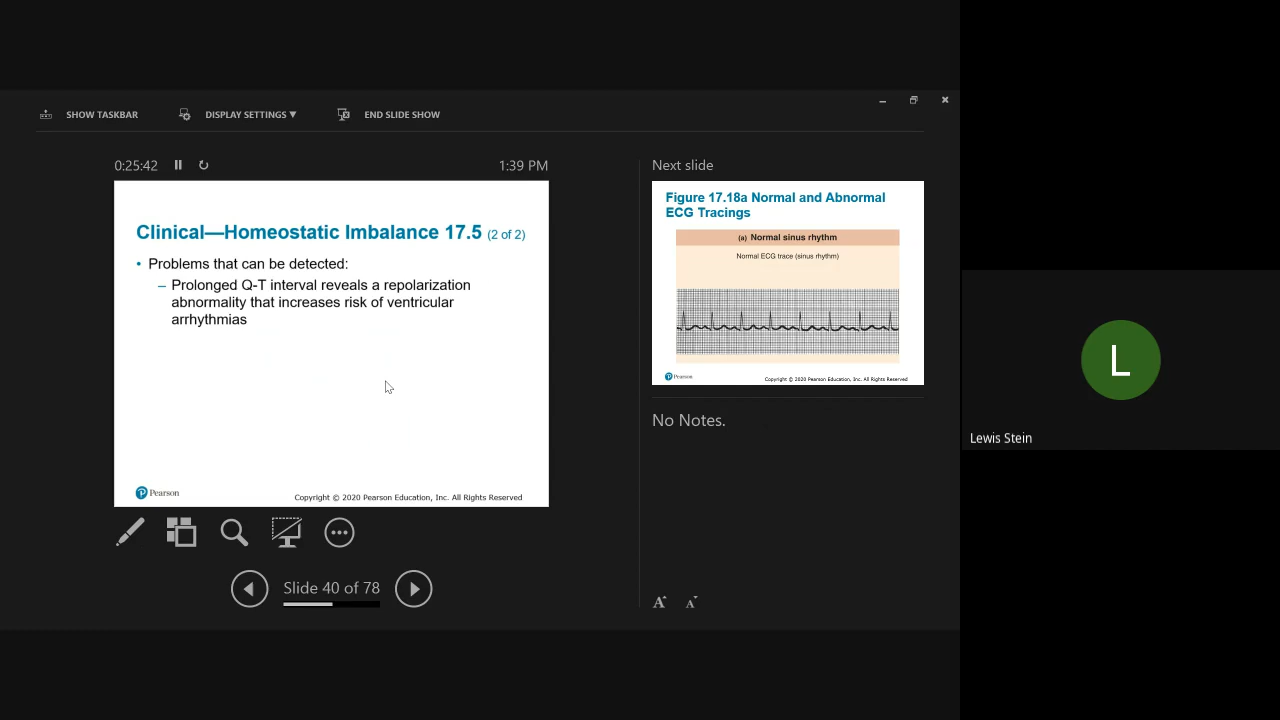 SHOW TASKBAR
DISPLAY SETTINGS ▼
END SLIDE SHOW
0:25:42
1:39 PM
Clinical—Homeostatic Imbalance 17.5 (2 of 2)
• Problems that can be detected:
– Prolonged Q-T interval reveals a repolarization
abnormality that increases risk of ventricular
arrhythmias
Pearson
Copyright © 2020 Pearson Education, Inc. All Rights Reserved
Slide 40 of 78
Next slide
Figure 17.18a Normal and Abnormal
ECG Tracings
(a) Normal sinus rhythm
Normal ECG trace (sinus rhythm)
Pearson
Copyright © 2020 Pearson Education, Inc. All Rights Reserved
No Notes.
A A
L
Lewis Stein